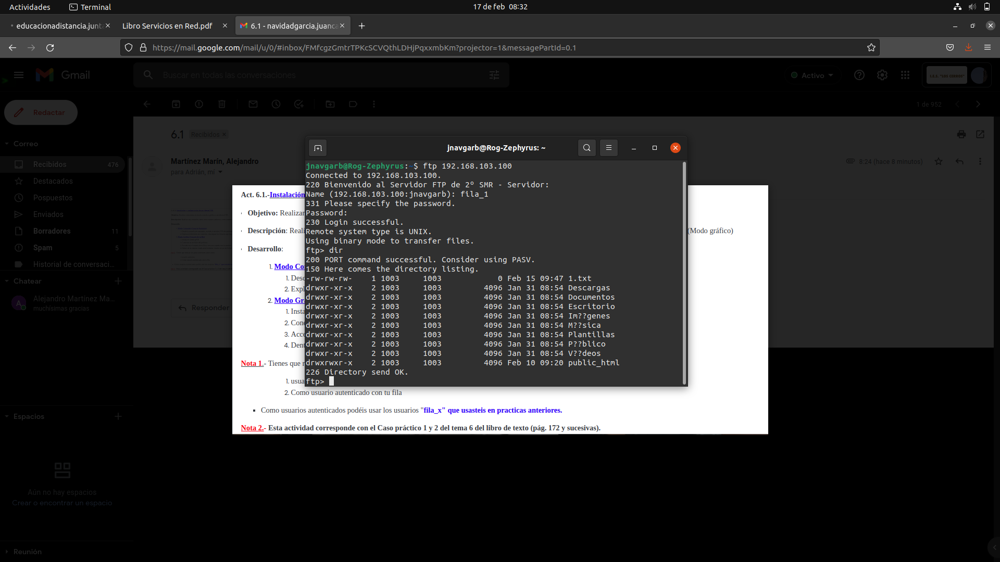 Actividades
Terminal
17 de feb 08:32
educacionadistancia.junt
Libro Servicios en Red.pdf
6.1 - navidadgarcia.juanca
https://mail.google.com/mail/u/0/#inbox/FMfcgzGmtrTPKcSCVQthLDHjPqxxmbKm?projector=1&messagePartId=0.1
Gmail
Buscar en todas las conversaciones
Activo
I.E.S. "LOS CERROS"
Redactar
1 de 952
6.1
Recibidos
Correo
Recibidos 476
Destacados
Pospuestos
Enviados
Borradores 11
Spam 5
Historial de conversaci...
Martínez Marín, Alejandro
para Adrián, mí
8:24 (hace 8 minutos)
Chatear
Alejandro Martínez Ma...
muchísimas gracias
Responder
Espacios
Aún no hay espacios
Crear o encontrar un espacio
Reunión
jnavgarb@Rog-Zephyrus: ~
jnavgarb@Rog-Zephyrus:~$ ftp 192.168.103.100
Connected to 192.168.103.100.
220 Bienvenido al Servidor FTP de 2º SMR - Servidor:
Name (192.168.103.100:jnavgarb): fila_1
331 Please specify the password.
Password:
230 Login successful.
Remote system type is UNIX.
Using binary mode to transfer files.
ftp> dir
200 PORT command successful. Consider using PASV.
150 Here comes the directory listing.
-rw-rw-rw-    1 1003     1003            0 Feb 15 09:47 1.txt
drwxr-xr-x    2 1003     1003         4096 Jan 31 08:54 Descargas
drwxr-xr-x    2 1003     1003         4096 Jan 31 08:54 Documentos
drwxr-xr-x    2 1003     1003         4096 Jan 31 08:54 Escritorio
drwxr-xr-x    2 1003     1003         4096 Jan 31 08:54 Im??genes
drwxr-xr-x    2 1003     1003         4096 Jan 31 08:54 M??sica
drwxr-xr-x    2 1003     1003         4096 Jan 31 08:54 Plantillas
drwxr-xr-x    2 1003     1003         4096 Jan 31 08:54 P??blico
drwxr-xr-x    2 1003     1003         4096 Jan 31 08:54 V??deos
drwxrwxr-x    2 1003     1003         4096 Feb 10 09:20 public_html
226 Directory send OK.
ftp>
Act. 6.1.-Instalación
Objetivo: Realizar
Descripción: Reali (Modo gráfico)
Desarrollo:
1. Modo Co
1. Desc
2. Expl
2. Modo Gr
1. Insta
2. Cone
3. Acce
4. Dent
Nota 1.- Tienes que r
1. usua
2. Como usuario autenticado con tu fila
Como usuarios autenticados podéis usar los usuarios "fila_x" que usasteis en practicas anteriores.
Nota 2.- Esta actividad corresponde con el Caso práctico 1 y 2 del tema 6 del libro de texto (pág. 172 y sucesivas).